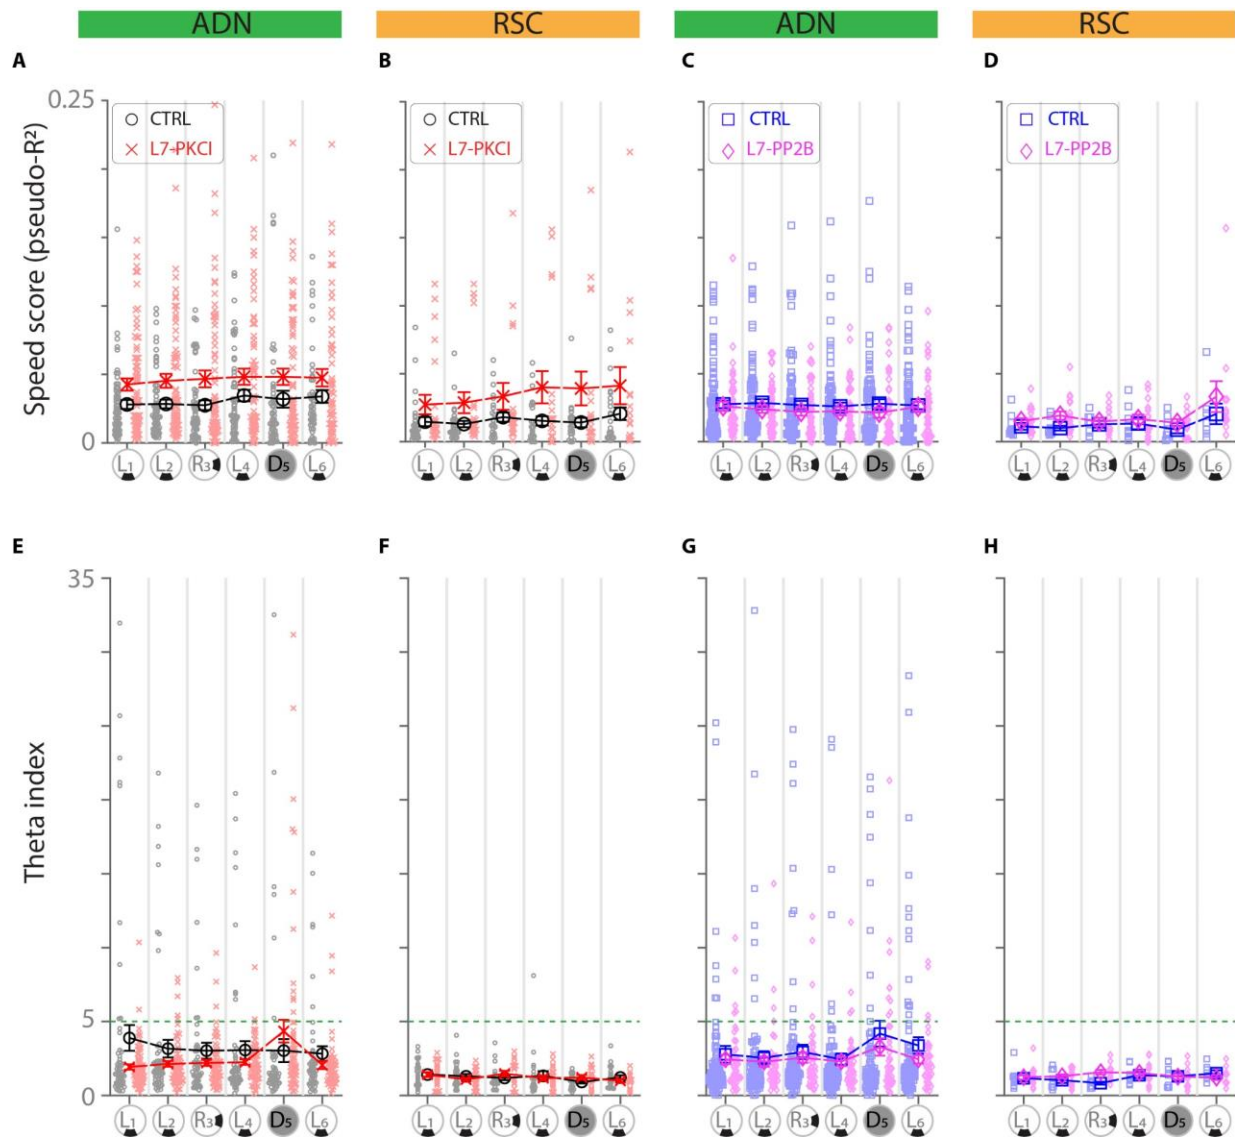 ADN RSC ADN RSC
A B C D
Speed score (pseudo-R²)
0.25
0
CTRL
L7-PKCI
CTRL
L7-PKCI
CTRL
L7-PP2B
CTRL
L7-PP2B
L1 L2 R3 L4 D5 L6
L1 L2 R3 L4 D5 L6
L1 L2 R3 L4 D5 L6
L1 L2 R3 L4 D5 L6
E F G H
Theta index
35
5
0
L1 L2 R3 L4 D5 L6
L1 L2 R3 L4 D5 L6
L1 L2 R3 L4 D5 L6
L1 L2 R3 L4 D5 L6